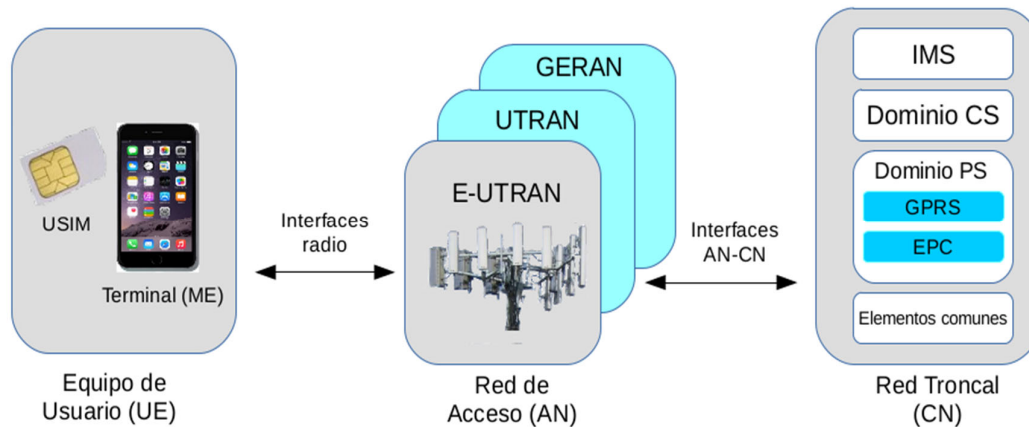 USIM
Terminal (ME)
Equipo de
Usuario (UE)
Interfaces
radio
GERAN
UTRAN
E-UTRAN
Red de
Acceso (AN)
Interfaces
AN-CN
IMS
Dominio CS
Dominio PS
GPRS
EPC
Elementos comunes
Red Troncal
(CN)